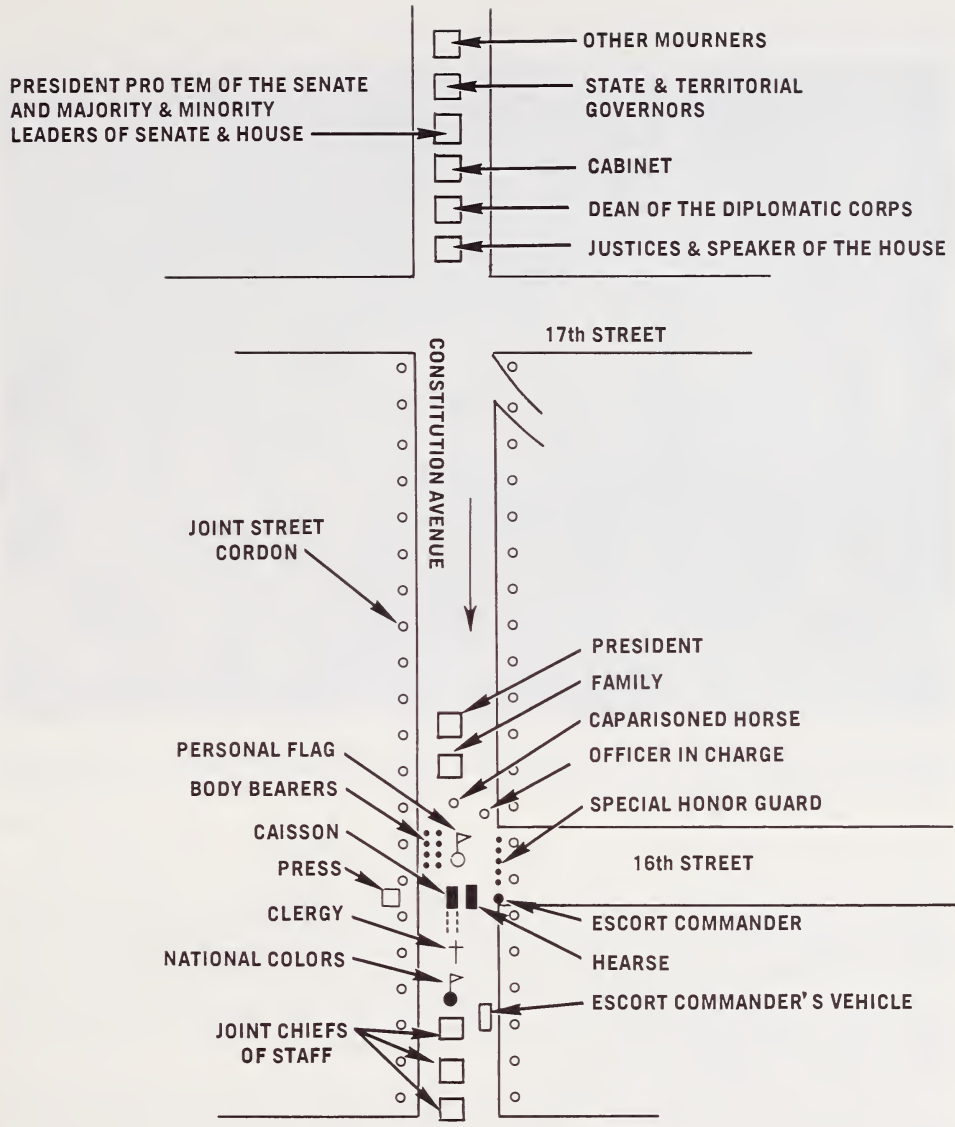 OTHER MOURNERS
PRESIDENT PRO TEM OF THE SENATE
AND MAJORITY & MINORITY
LEADERS OF SENATE & HOUSE
STATE & TERRITORIAL
GOVERNORS
CABINET
DEAN OF THE DIPLOMATIC CORPS
JUSTICES & SPEAKER OF THE HOUSE
17th STREET
CONSTITUTION AVENUE
JOINT STREET
CORDON
PRESIDENT
FAMILY
CAPARISONED HORSE
OFFICER IN CHARGE
SPECIAL HONOR GUARD
PERSONAL FLAG
BODY BEARERS
CAISSON
PRESS
CLERGY
NATIONAL COLORS
JOINT CHIEFS
OF STAFF
16th STREET
ESCORT COMMANDER
HEARSE
ESCORT COMMANDER'S VEHICLE